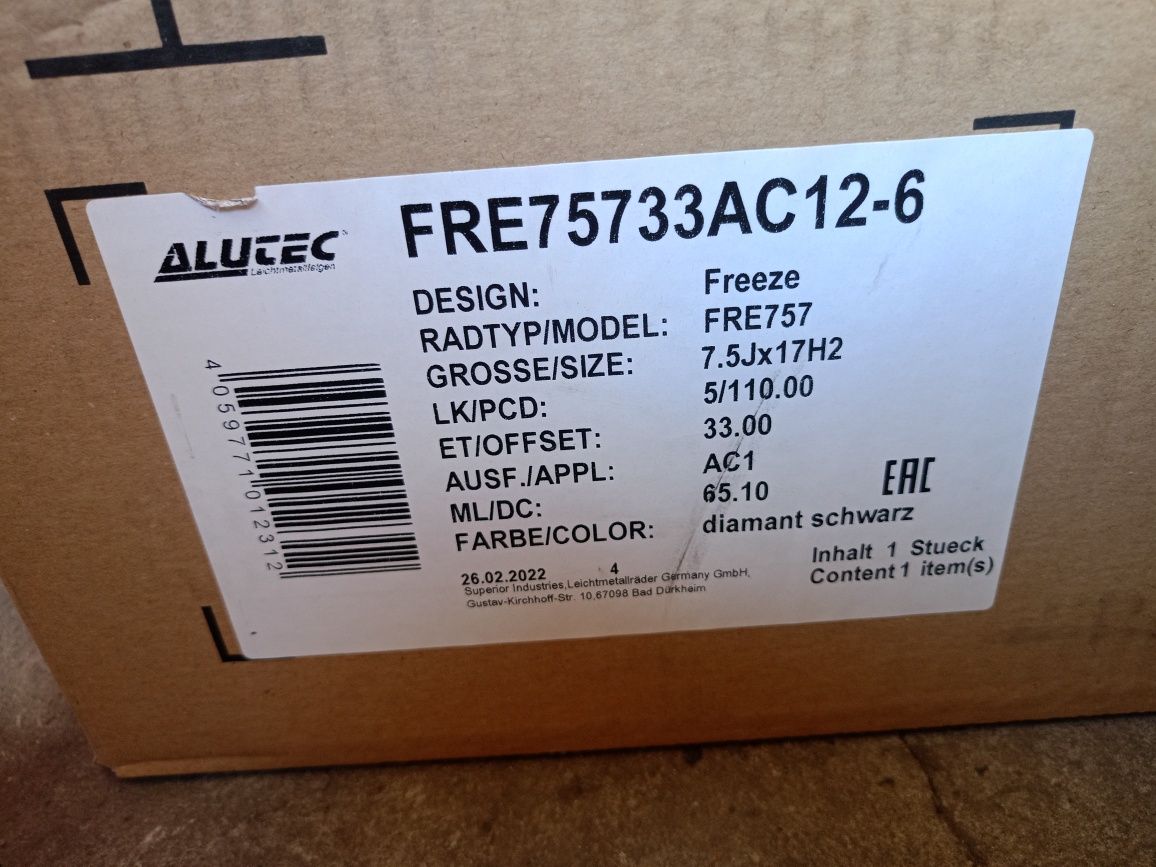 FRE75733AC12-6
ALUTEC
Leichtmetallfelgen
DESIGN: Freeze
RADTYP/MODEL: FRE757
GROSSE/SIZE: 7.5Jx17H2
LK/PCD: 5/110.00
ET/OFFSET: 33.00
AUSF./APPL: AC1
ML/DC: 65.10
FARBE/COLOR: diamant schwarz
EAC
4059771012312
Inhalt 1 Stueck
Content 1 item(s)
26.02.2022 4
Superior Industries,Leichtmetallräder Germany GmbH,
Gustav-Kirchhoff-Str. 10,67098 Bad Dürkheim